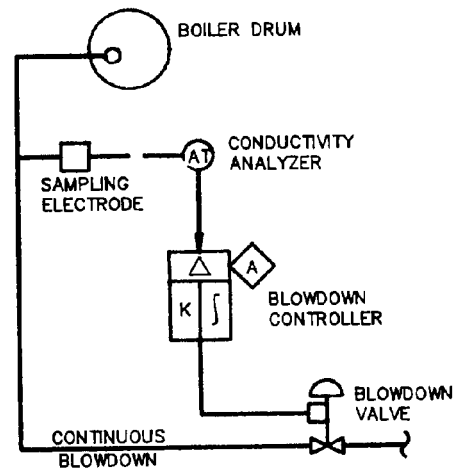 BOILER DRUM
CONDUCTIVITY
ANALYZER
AT
SAMPLING
ELECTRODE
A
K
BLOWDOWN
CONTROLLER
BLOWDOWN
VALVE
CONTINUOUS
BLOWDOWN